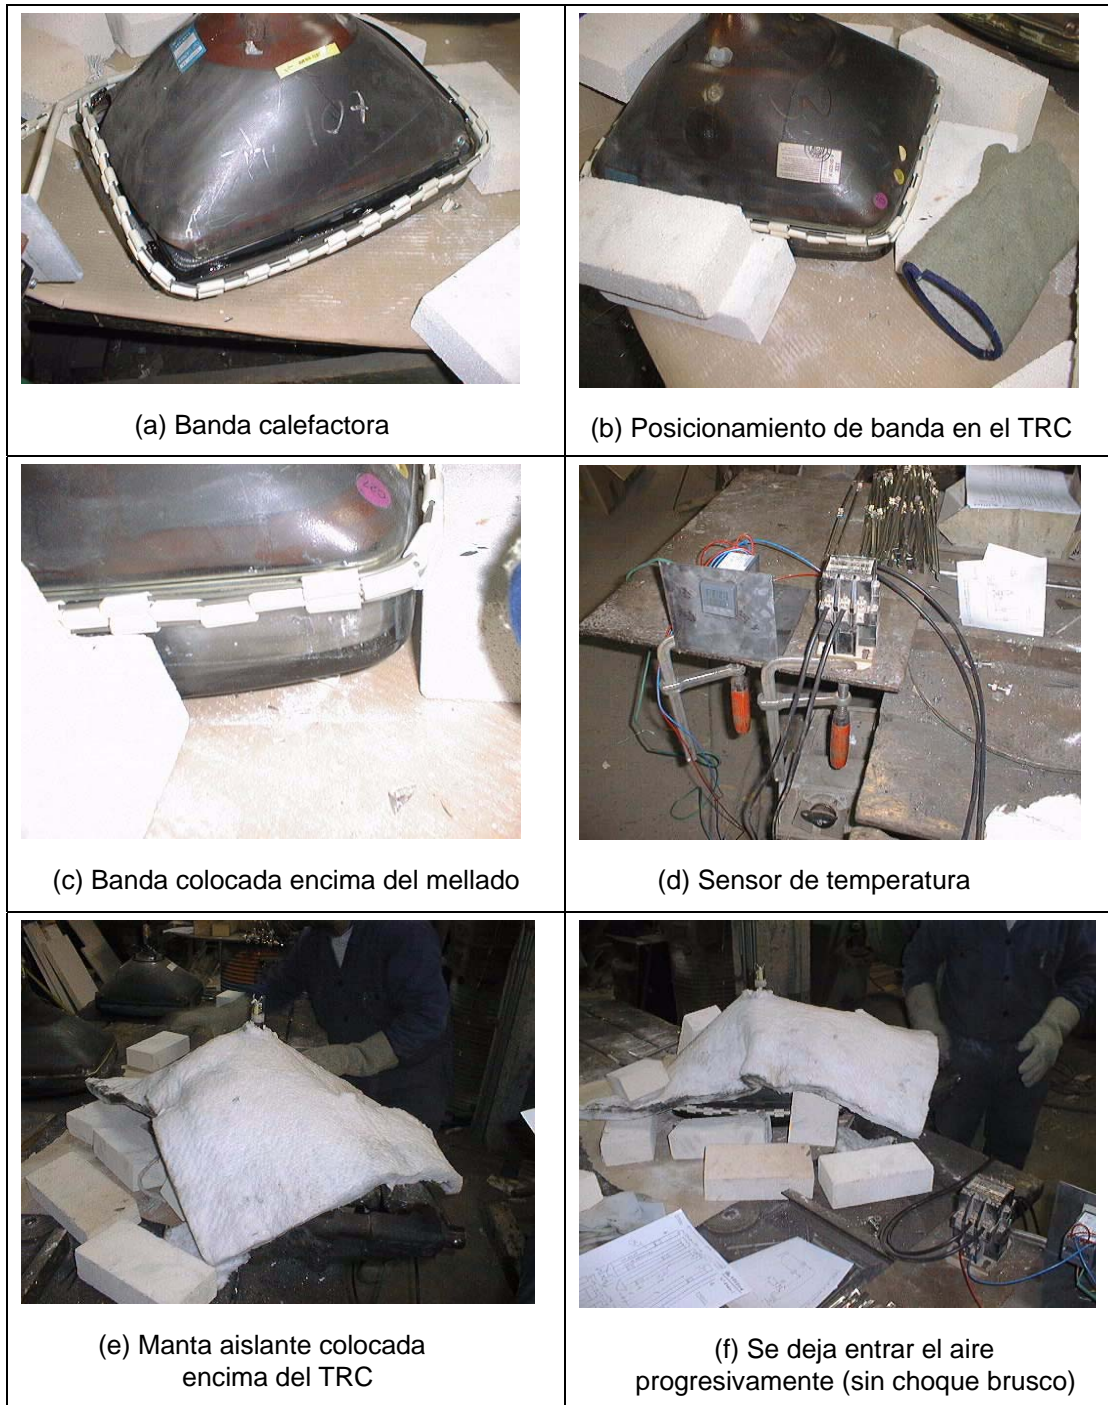 (a) Banda calefactora
(b) Posicionamiento de banda en el TRC
(c) Banda colocada encima del mellado
(d) Sensor de temperatura
(e) Manta aislante colocada
encima del TRC
(f) Se deja entrar el aire
progresivamente (sin choque brusco)